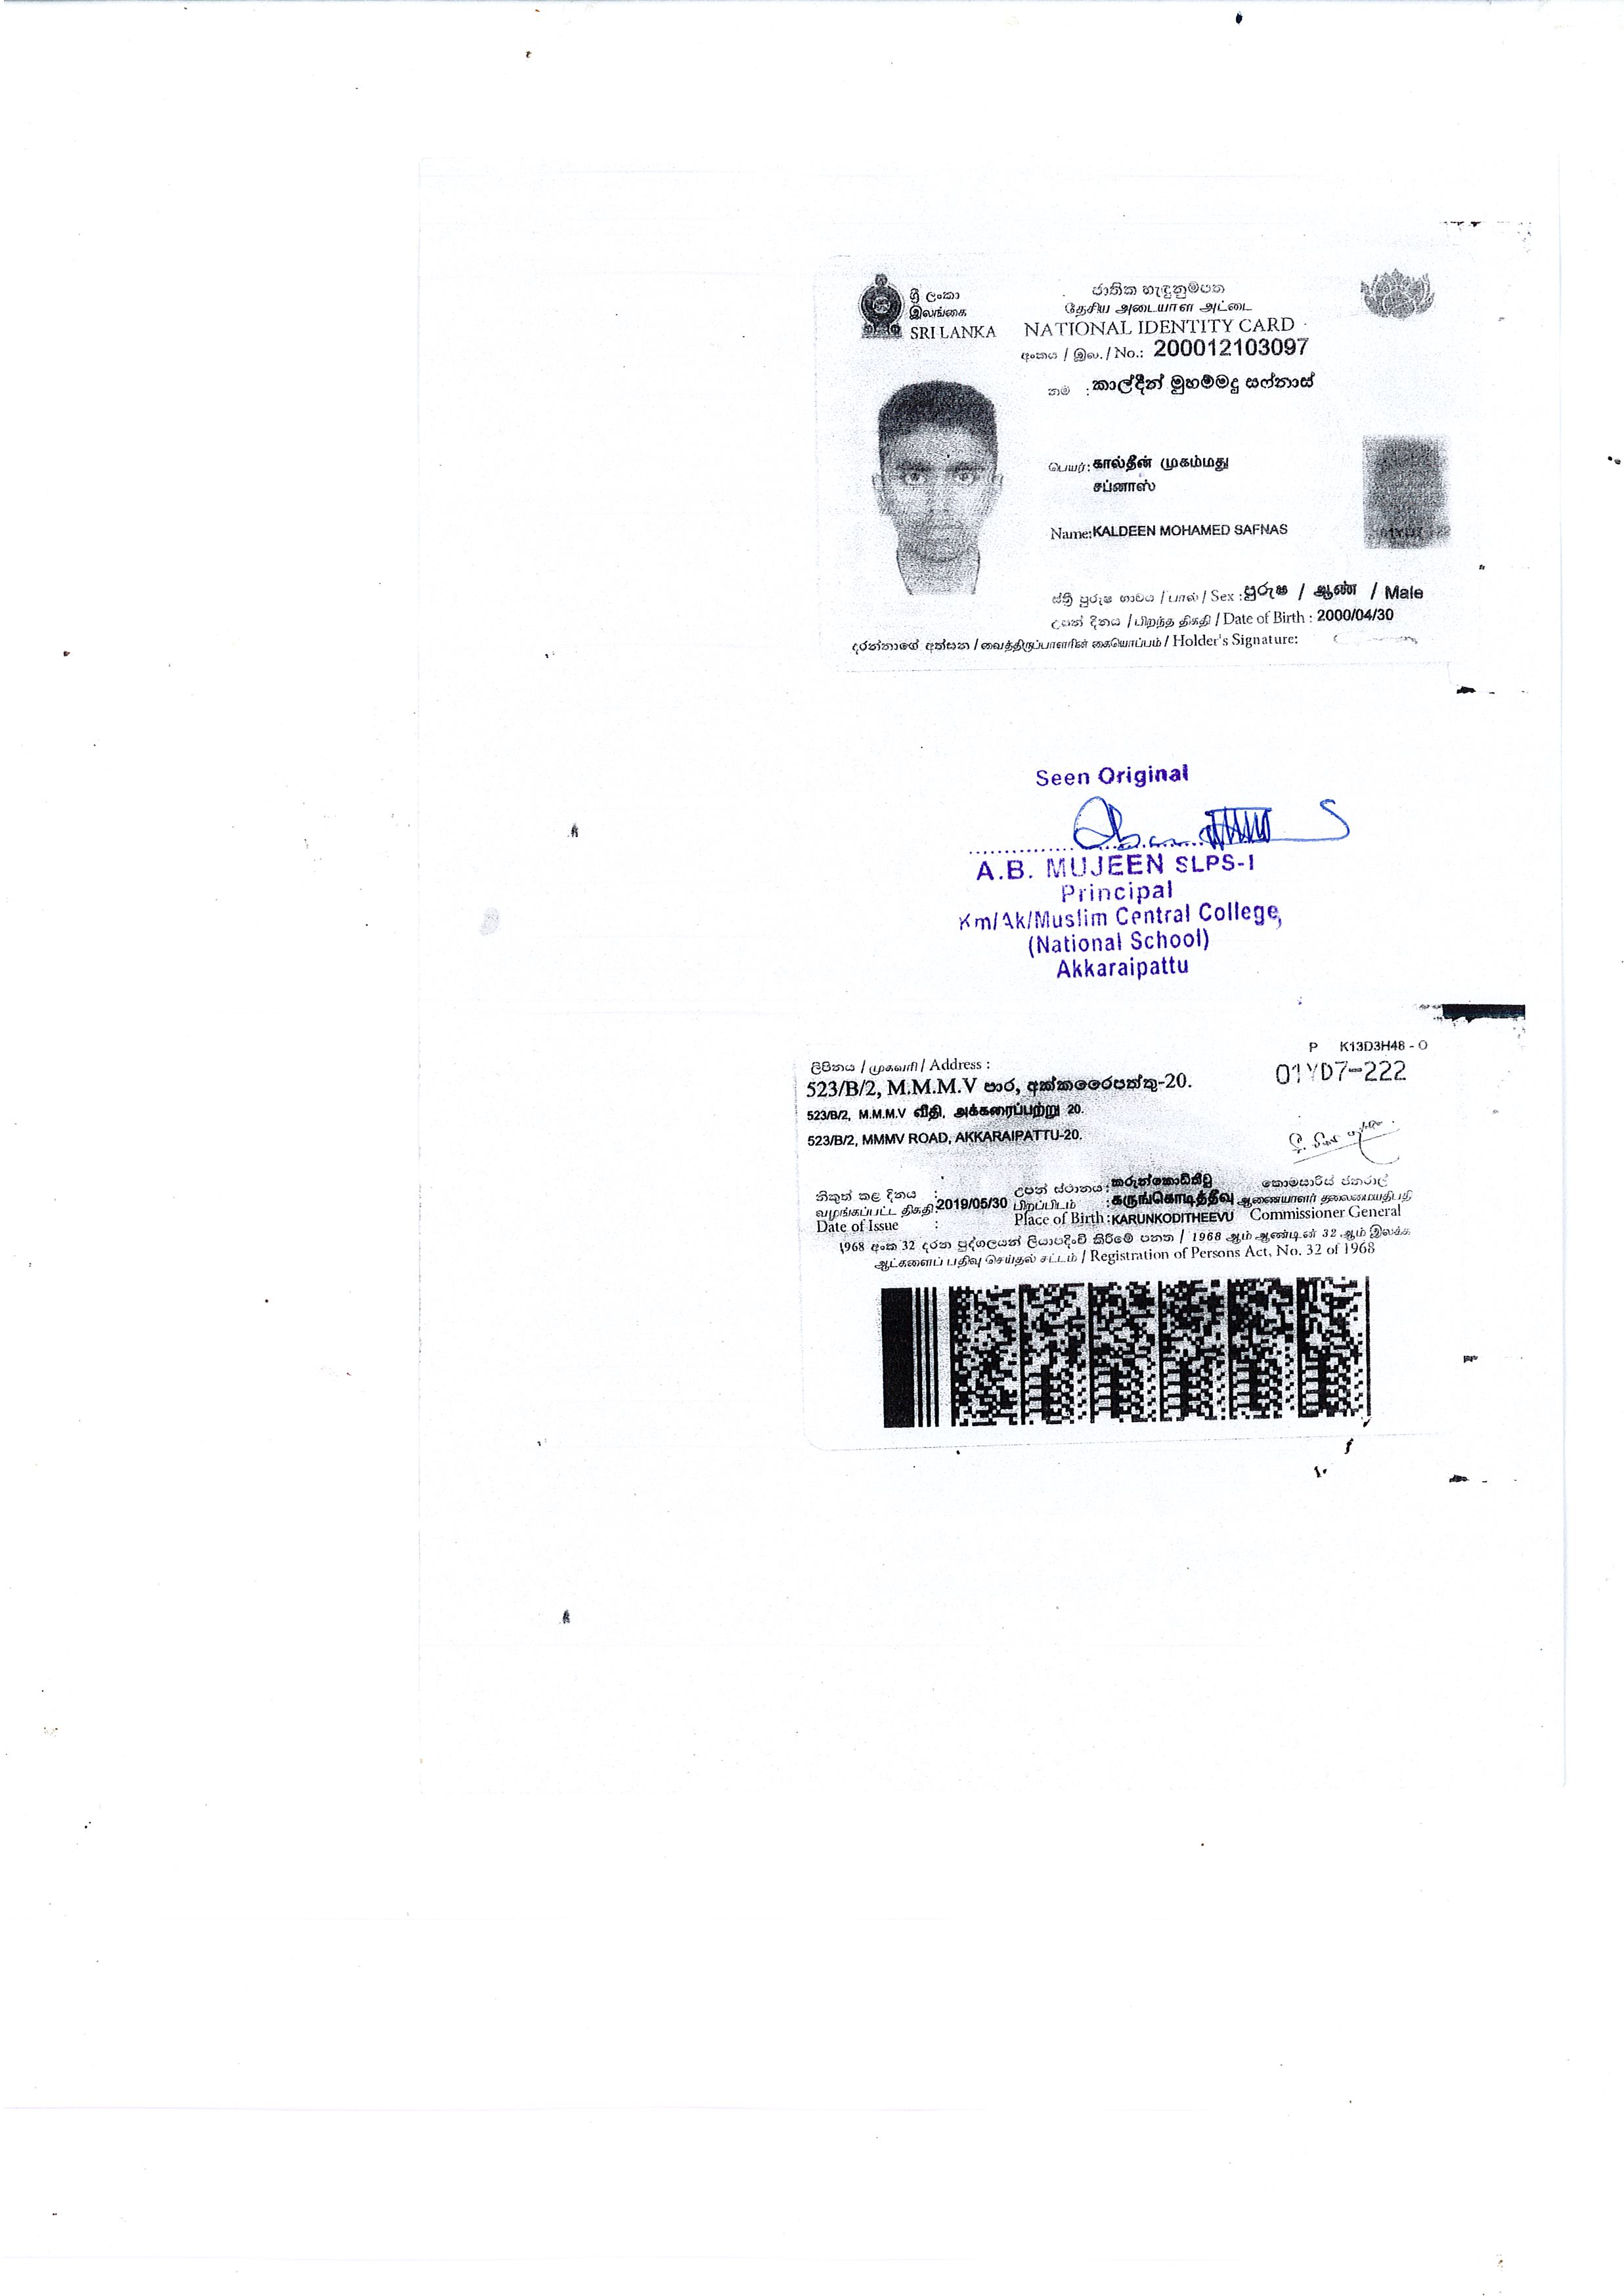 ශ්‍රී ලංකා
இலங்கை
SRI LANKA
ජාතික හැඳුනුම්පත
தேசிய அடையாள அட்டை
NATIONAL IDENTITY CARD
අංකය / இல. / No.: 200012103097
නම : කාල්දීන් මුහම්මදු සෆ්නාස්
பெயர்: கால்தீன் முகம்மது
சப்னாஸ்
Name: KALDEEN MOHAMED SAFNAS
ස්ත්‍රී පුරුෂ භාවය / பால் / Sex : පුරුෂ / ஆண் / Male
උපන් දිනය / பிறந்த திகதி / Date of Birth : 2000/04/30
දරන්නාගේ අත්සන / வைத்திருப்பாளரின் கையொப்பம் / Holder's Signature:
Seen Original
A.B. MUJEEN SLPS-I
Principal
Km/Ak/Muslim Central College,
(National School)
Akkaraipattu
P K13D3H48 - O
ලිපිනය / முகவரி / Address :
01YD7-222
523/B/2, M.M.M.V පාර, අක්කරෛපත්තු-20.
523/B/2, M.M.M.V வீதி, அக்கரைப்பற்று 20.
523/B/2, MMMV ROAD, AKKARAIPATTU-20.
නිකුත් කළ දිනය : උපන් ස්ථානය : කරුන්කොඩිතීවු කොමසාරිස් ජනරාල්
வழங்கப்பட்ட திகதி: 2019/05/30 பிறப்பிடம் : கருங்கொடித்தீவு ஆணையாளர் தலைமையதிபதி
Date of Issue : Place of Birth : KARUNKODITHEEVU Commissioner General
1968 අංක 32 දරන පුද්ගලයන් ලියාපදිංචි කිරීමේ පනත / 1968 ஆம் ஆண்டின் 32 ஆம் இலக்க
ஆட்களைப் பதிவு செய்தல் சட்டம் / Registration of Persons Act, No. 32 of 1968